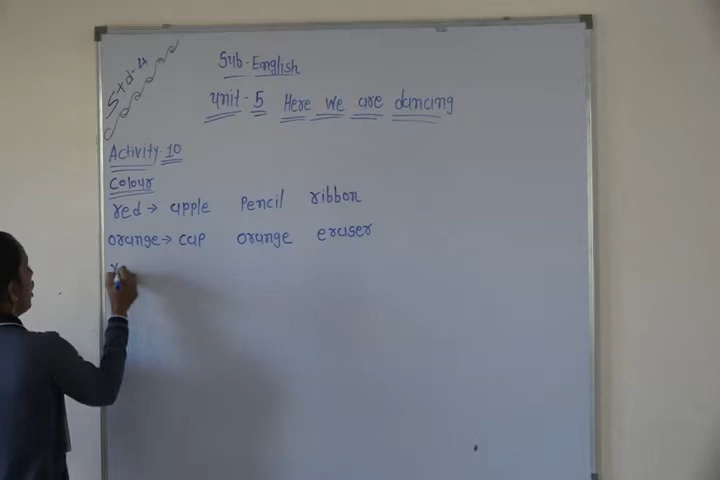 Std-4
Sub-English
Unit-5 Here we are dancing
Activity-10
Colour
red → apple pencil ribbon
orange → cap orange eraser